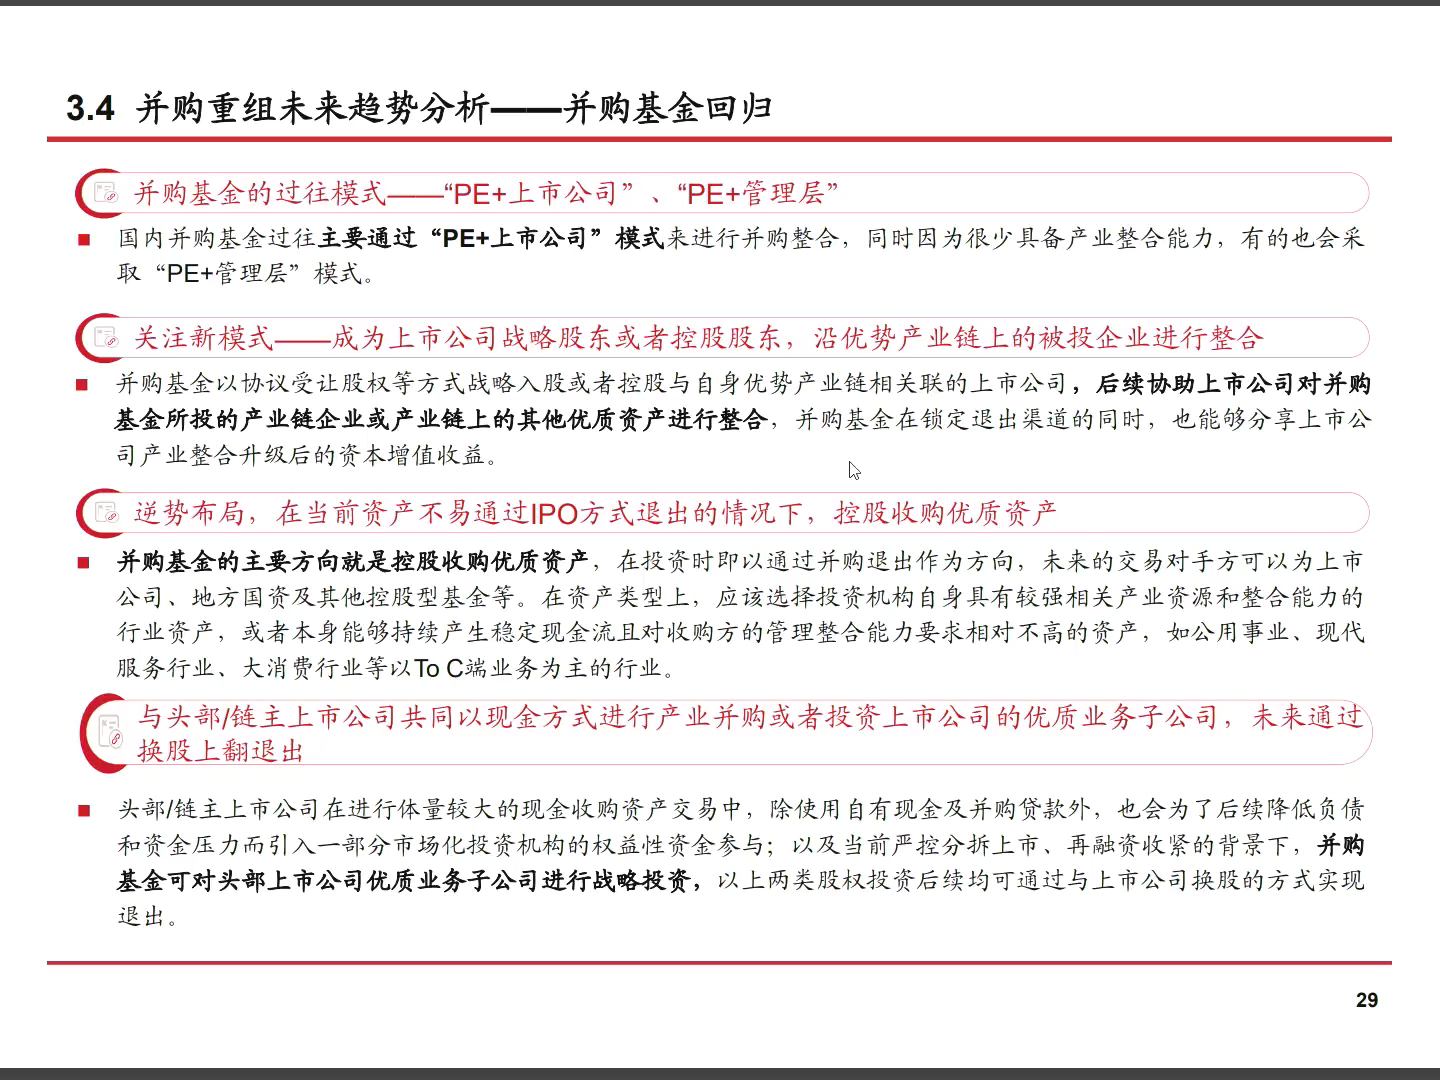 3.4 并购重组未来趋势分析——并购基金回归
并购基金的过往模式——“PE+上市公司”、“PE+管理层”
国内并购基金过往主要通过“PE+上市公司”模式来进行并购整合，同时因为很少具备产业整合能力，有的也会采
取“PE+管理层”模式。
关注新模式——成为上市公司战略股东或者控股股东，沿优势产业链上的被投企业进行整合
并购基金以协议受让股权等方式战略入股或者控股与自身优势产业链相关联的上市公司，后续协助上市公司对并购
基金所投的产业链企业或产业链上的其他优质资产进行整合，并购基金在锁定退出渠道的同时，也能够分享上市公
司产业整合升级后的资本增值收益。
逆势布局，在当前资产不易通过IPO方式退出的情况下，控股收购优质资产
并购基金的主要方向就是控股收购优质资产，在投资时即以通过并购退出作为方向，未来的交易对手方可以为上市
公司、地方国资及其他控股型基金等。在资产类型上，应该选择投资机构自身具有较强相关产业资源和整合能力的
行业资产，或者本身能够持续产生稳定现金流且对收购方的管理整合能力要求相对不高的资产，如公用事业、现代
服务行业、大消费行业等以To C端业务为主的行业。
与头部/链主上市公司共同以现金方式进行产业并购或者投资上市公司的优质业务子公司，未来通过
换股上翻退出
头部/链主上市公司在进行体量较大的现金收购资产交易中，除使用自有现金及并购贷款外，也会为了后续降低负债
和资金压力而引入一部分市场化投资机构的权益性资金参与；以及当前严控分拆上市、再融资收紧的背景下，并购
基金可对头部上市公司优质业务子公司进行战略投资，以上两类股权投资后续均可通过与上市公司换股的方式实现
退出。
29